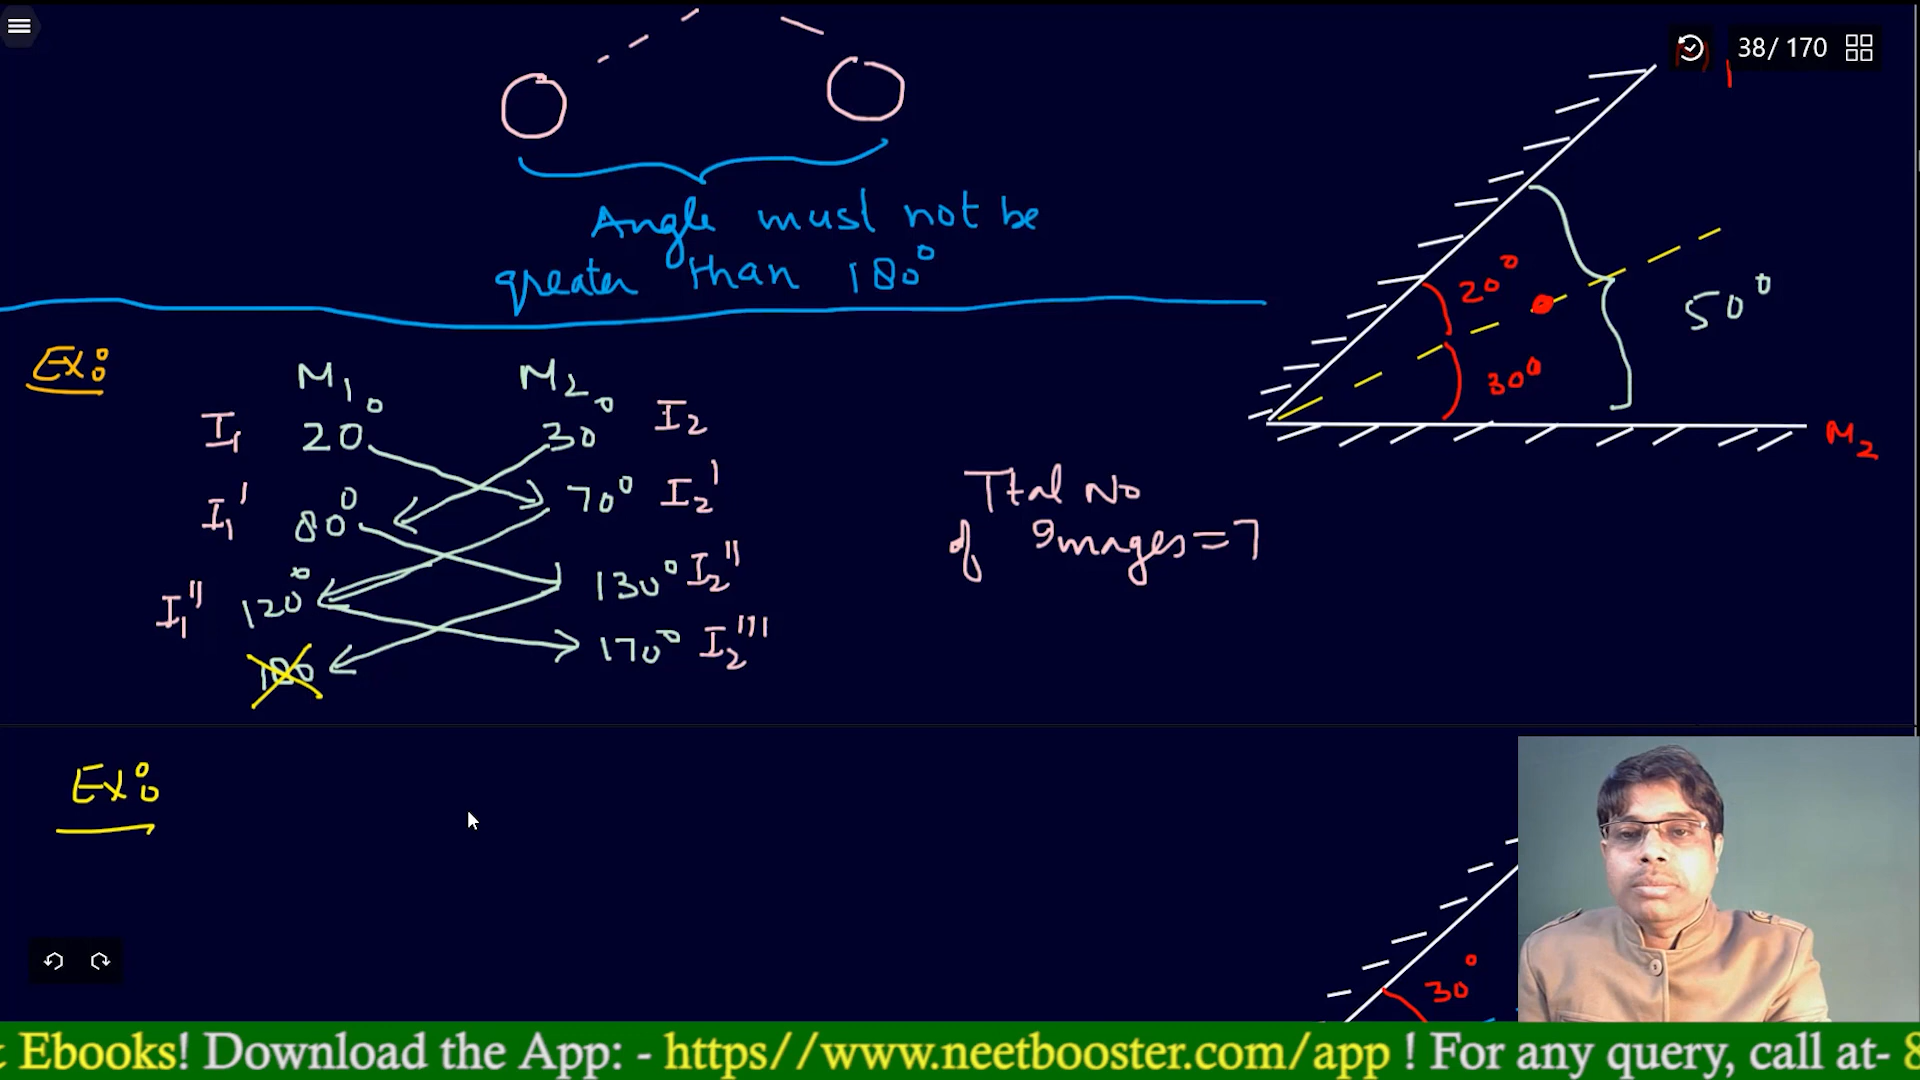 38/ 170
Angle must not be
greater than 180°
50°
20°
30°
M2
Ex:
M1 M2
I1 20° 30° I2
I1' 80° 70° I2'
I1'' 120° 130° I2''
180 170° I2'''
Ttal No
of Images = 7
Ex:
30°
t Ebooks! Download the App: - https//www.neetbooster.com/app ! For any query, call at- 8